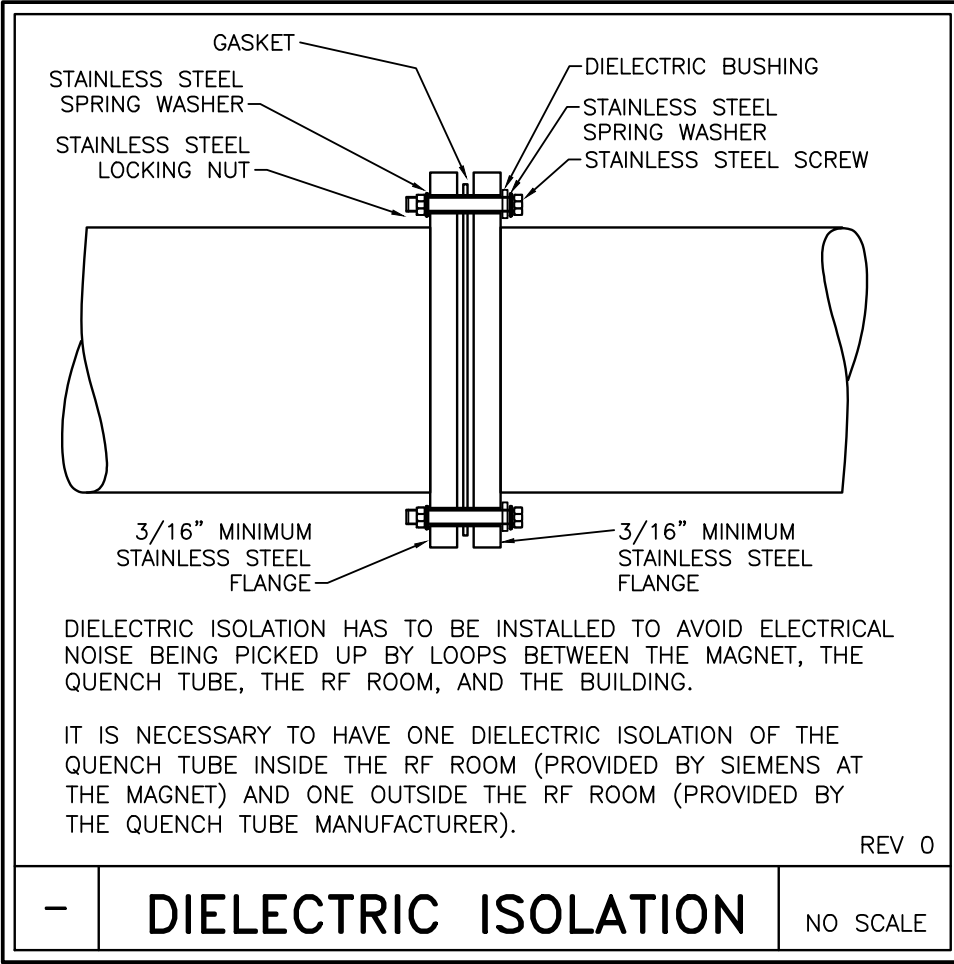 GASKET
STAINLESS STEEL
SPRING WASHER
STAINLESS STEEL
LOCKING NUT
DIELECTRIC BUSHING
STAINLESS STEEL
SPRING WASHER
STAINLESS STEEL SCREW
3/16" MINIMUM
STAINLESS STEEL
FLANGE
3/16" MINIMUM
STAINLESS STEEL
FLANGE
DIELECTRIC ISOLATION HAS TO BE INSTALLED TO AVOID ELECTRICAL
NOISE BEING PICKED UP BY LOOPS BETWEEN THE MAGNET, THE
QUENCH TUBE, THE RF ROOM, AND THE BUILDING.
IT IS NECESSARY TO HAVE ONE DIELECTRIC ISOLATION OF THE
QUENCH TUBE INSIDE THE RF ROOM (PROVIDED BY SIEMENS AT
THE MAGNET) AND ONE OUTSIDE THE RF ROOM (PROVIDED BY
THE QUENCH TUBE MANUFACTURER).
REV 0
-
DIELECTRIC ISOLATION
NO SCALE